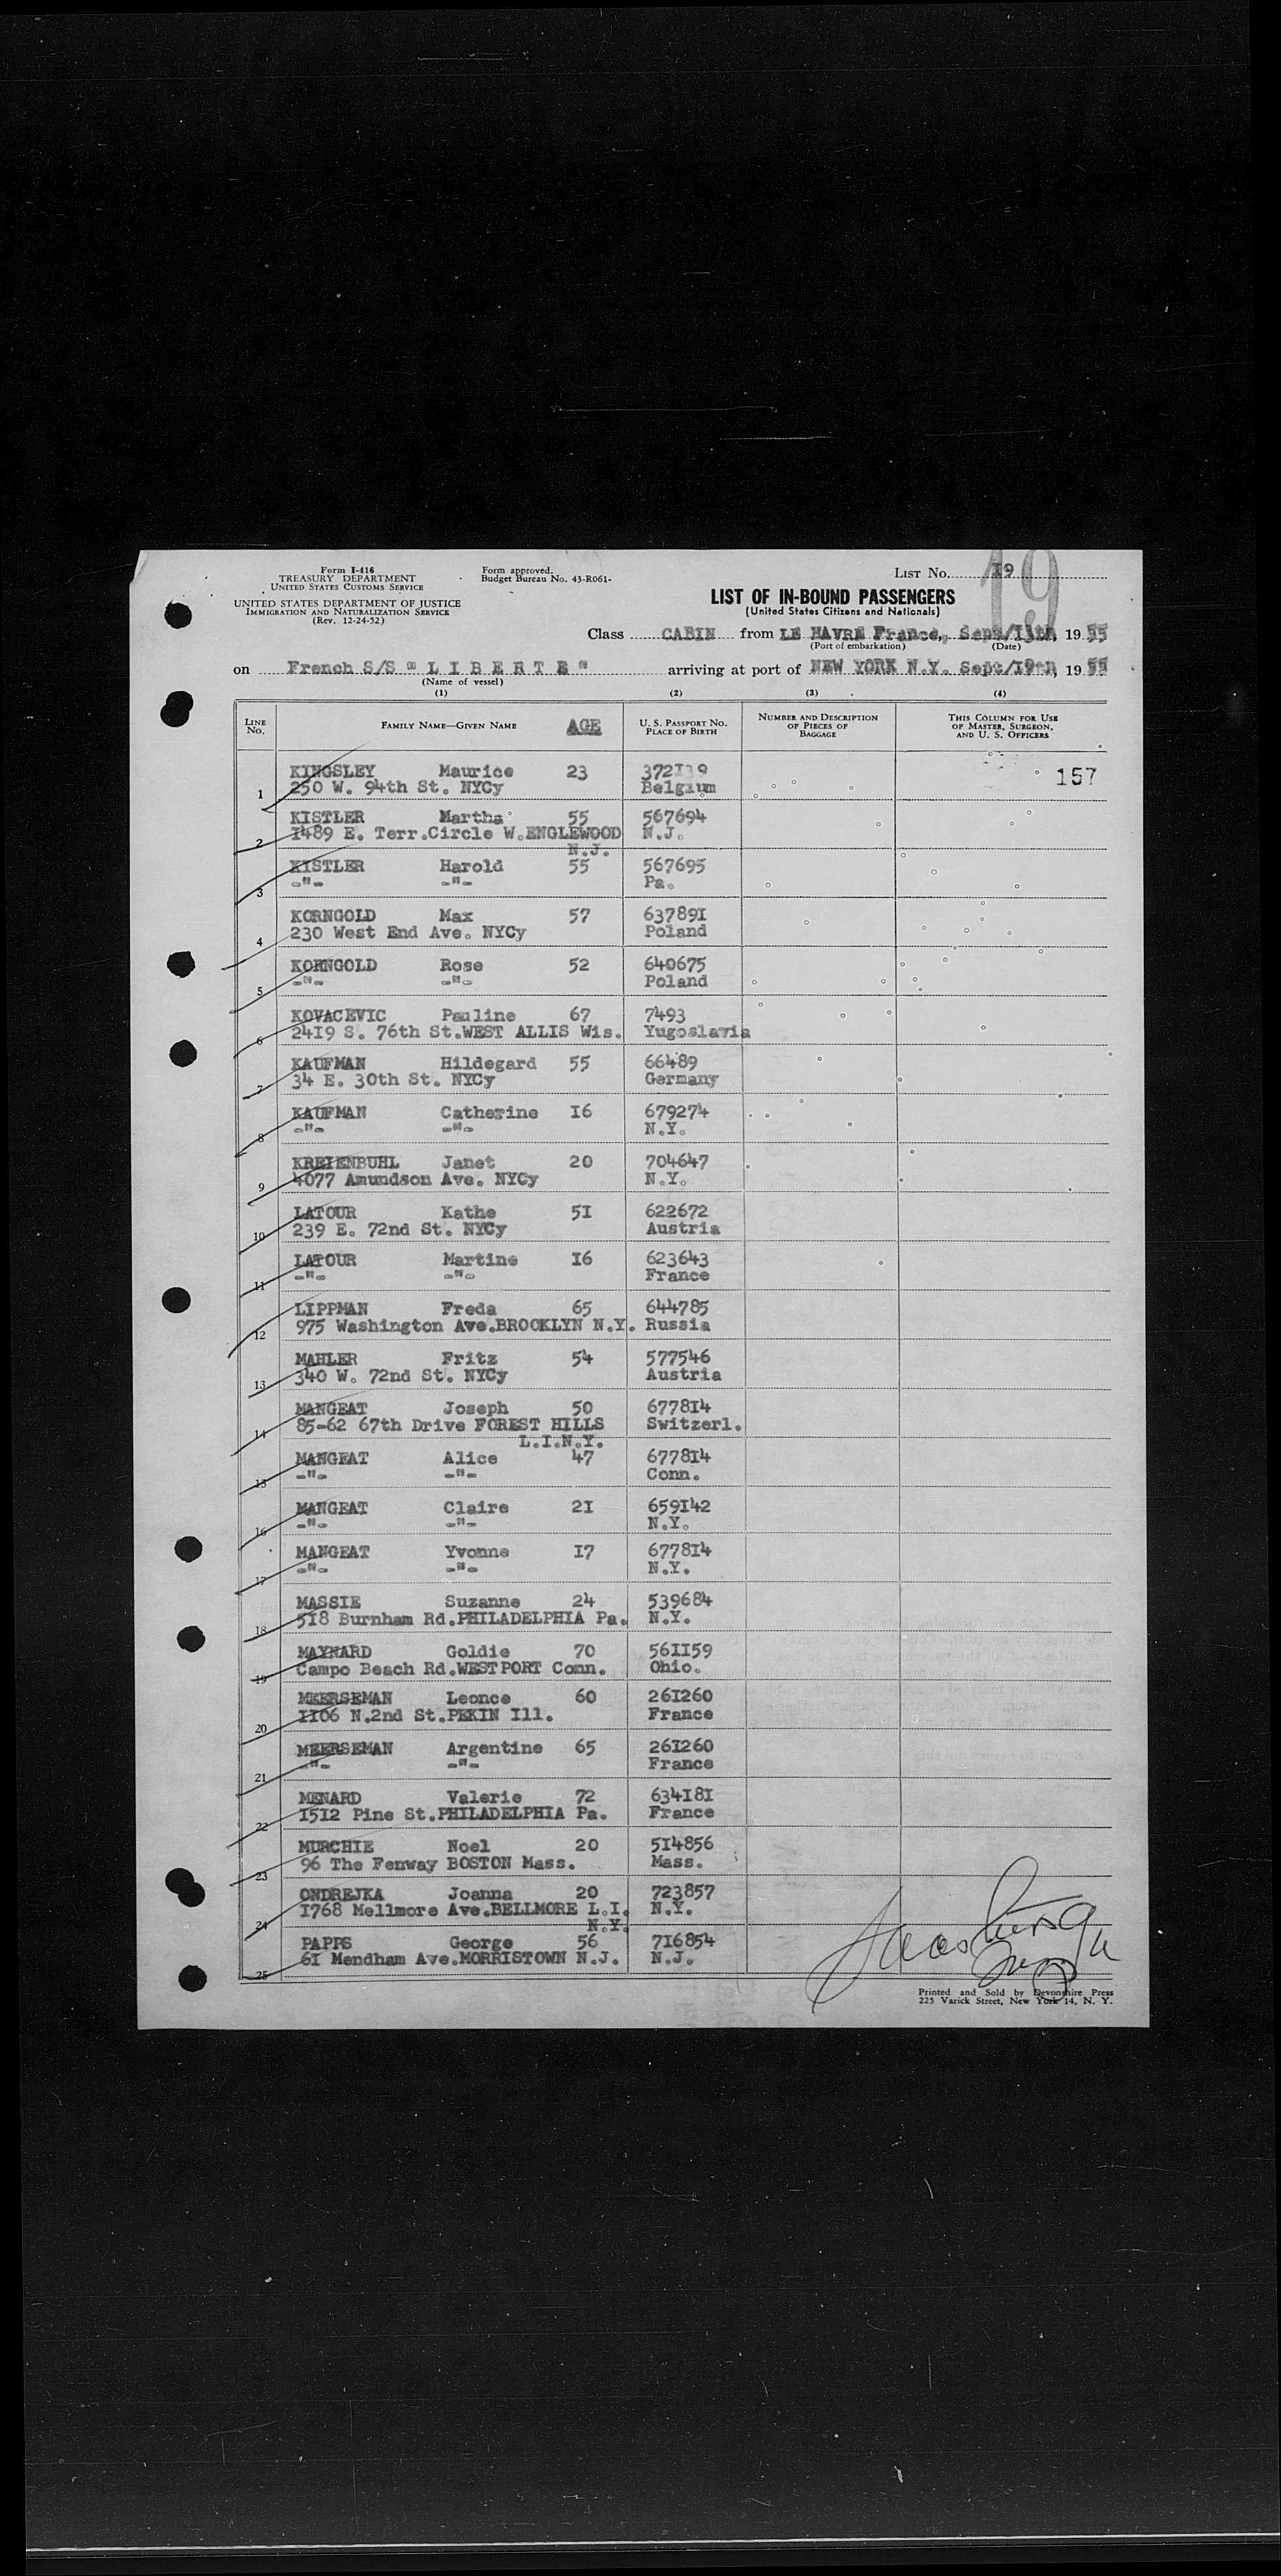 Form I-416
TREASURY DEPARTMENT
UNITED STATES CUSTOMS SERVICE
UNITED STATES DEPARTMENT OF JUSTICE
IMMIGRATION AND NATURALIZATION SERVICE
(Rev. 12-24-52)
Form approved.
Budget Bureau No. 43-R061-
LIST No. 19
19
LIST OF IN-BOUND PASSENGERS
(United States Citizens and Nationals)
Class CABIN from LE HAVRE France, Sept/13th, 1955
(Port of embarkation) (Date)
on French S/S " L I B E R T E " arriving at port of NEW YORK N.Y. Sept/19th, 1955
(Name of vessel)
(1) (2) (3) (4)
LINE No. FAMILY NAME—GIVEN NAME AGE U. S. PASSPORT No. PLACE OF BIRTH NUMBER AND DESCRIPTION OF PIECES OF BAGGAGE THIS COLUMN FOR USE OF MASTER, SURGEON, AND U. S. OFFICERS
1 KINGSLEY Maurice 23 372139 157
250 W. 94th St. NYCy Belgium
2 KISTLER Martha 55 567694
1489 E. Terr.Circle W.ENGLEWOOD N.J.
N.J.
3 KISTLER Harold 55 567695
-"- -"- Pa.
4 KORNGOLD Max 57 637891
230 West End Ave. NYCy Poland
5 KORNGOLD Rose 52 640675
-"- -"- Poland
6 KOVACEVIC Pauline 67 7493
2419 S. 76th St.WEST ALLIS Wis. Yugoslavia
7 KAUFMAN Hildegard 55 66489
34 E. 30th St. NYCy Germany
8 KAUFMAN Catherine 16 679274
-"- -"- N.Y.
9 KREIENBUHL Janet 20 704647
4077 Amundson Ave. NYCy N.Y.
10 LATOUR Kathe 51 622672
239 E. 72nd St. NYCy Austria
11 LATOUR Martine 16 623643
-"- -"- France
12 LIPPMAN Freda 65 644785
975 Washington Ave.BROOKLYN N.Y. Russia
13 MAHLER Fritz 54 577546
340 W. 72nd St. NYCy Austria
14 MANGEAT Joseph 50 677814
85-62 67th Drive FOREST HILLS Switzerl.
L.I.N.Y.
15 MANGEAT Alice 47 677814
-"- -"- Conn.
16 MANGEAT Claire 21 659142
-"- -"- N.Y.
17 MANGEAT Yvonne 17 677814
-"- -"- N.Y.
18 MASSIE Suzanne 24 539684
518 Burnham Rd.PHILADELPHIA Pa. N.Y.
19 MAYNARD Goldie 70 561159
Campo Beach Rd.WESTPORT Conn. Ohio.
20 MEERSEMAN Leonce 60 261260
1106 N.2nd St.PEKIN Ill. France
21 MEERSEMAN Argentine 65 261260
-"- -"- France
22 MENARD Valerie 72 634181
1512 Pine St.PHILADELPHIA Pa. France
23 MURCHIE Noel 20 514856
96 The Fenway BOSTON Mass. Mass.
24 ONDREJKA Joanna 20 723857
1768 Mellmore Ave.BELLMORE L.I. N.Y.
N.Y.
25 PAPPS George 56 716854
61 Mendham Ave.MORRISTOWN N.J. N.J.
Printed and Sold by Devonshire Press
225 Varick Street, New York 14, N. Y.